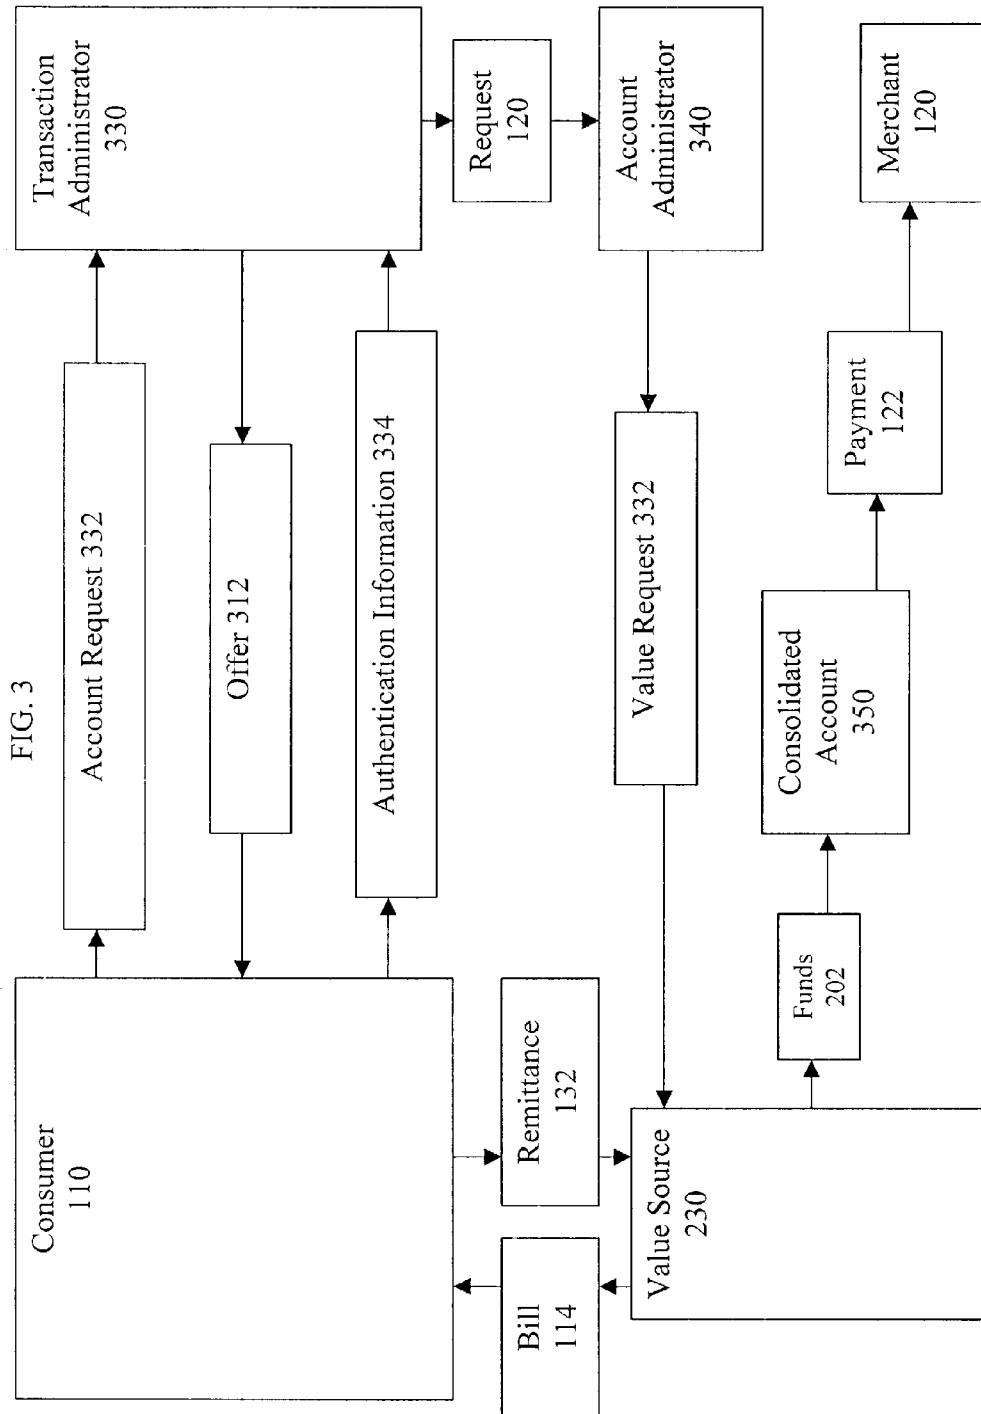 FIG. 3
Consumer
110
Account Request 332
Offer 312
Authentication Information 334
Transaction
Administrator
330
Bill
114
Remittance
132
Request
120
Value Source
230
Value Request 332
Account
Administrator
340
Funds
202
Consolidated
Account
350
Payment
122
Merchant
120